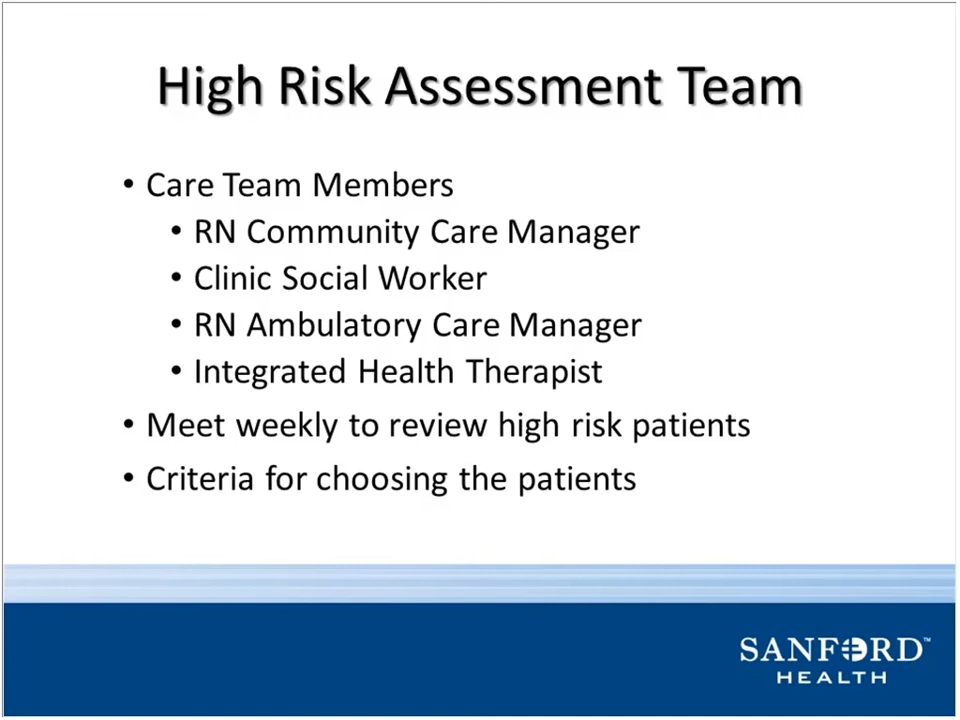 High Risk Assessment Team
• Care Team Members
• RN Community Care Manager
• Clinic Social Worker
• RN Ambulatory Care Manager
• Integrated Health Therapist
• Meet weekly to review high risk patients
• Criteria for choosing the patients
SANFORD™
HEALTH